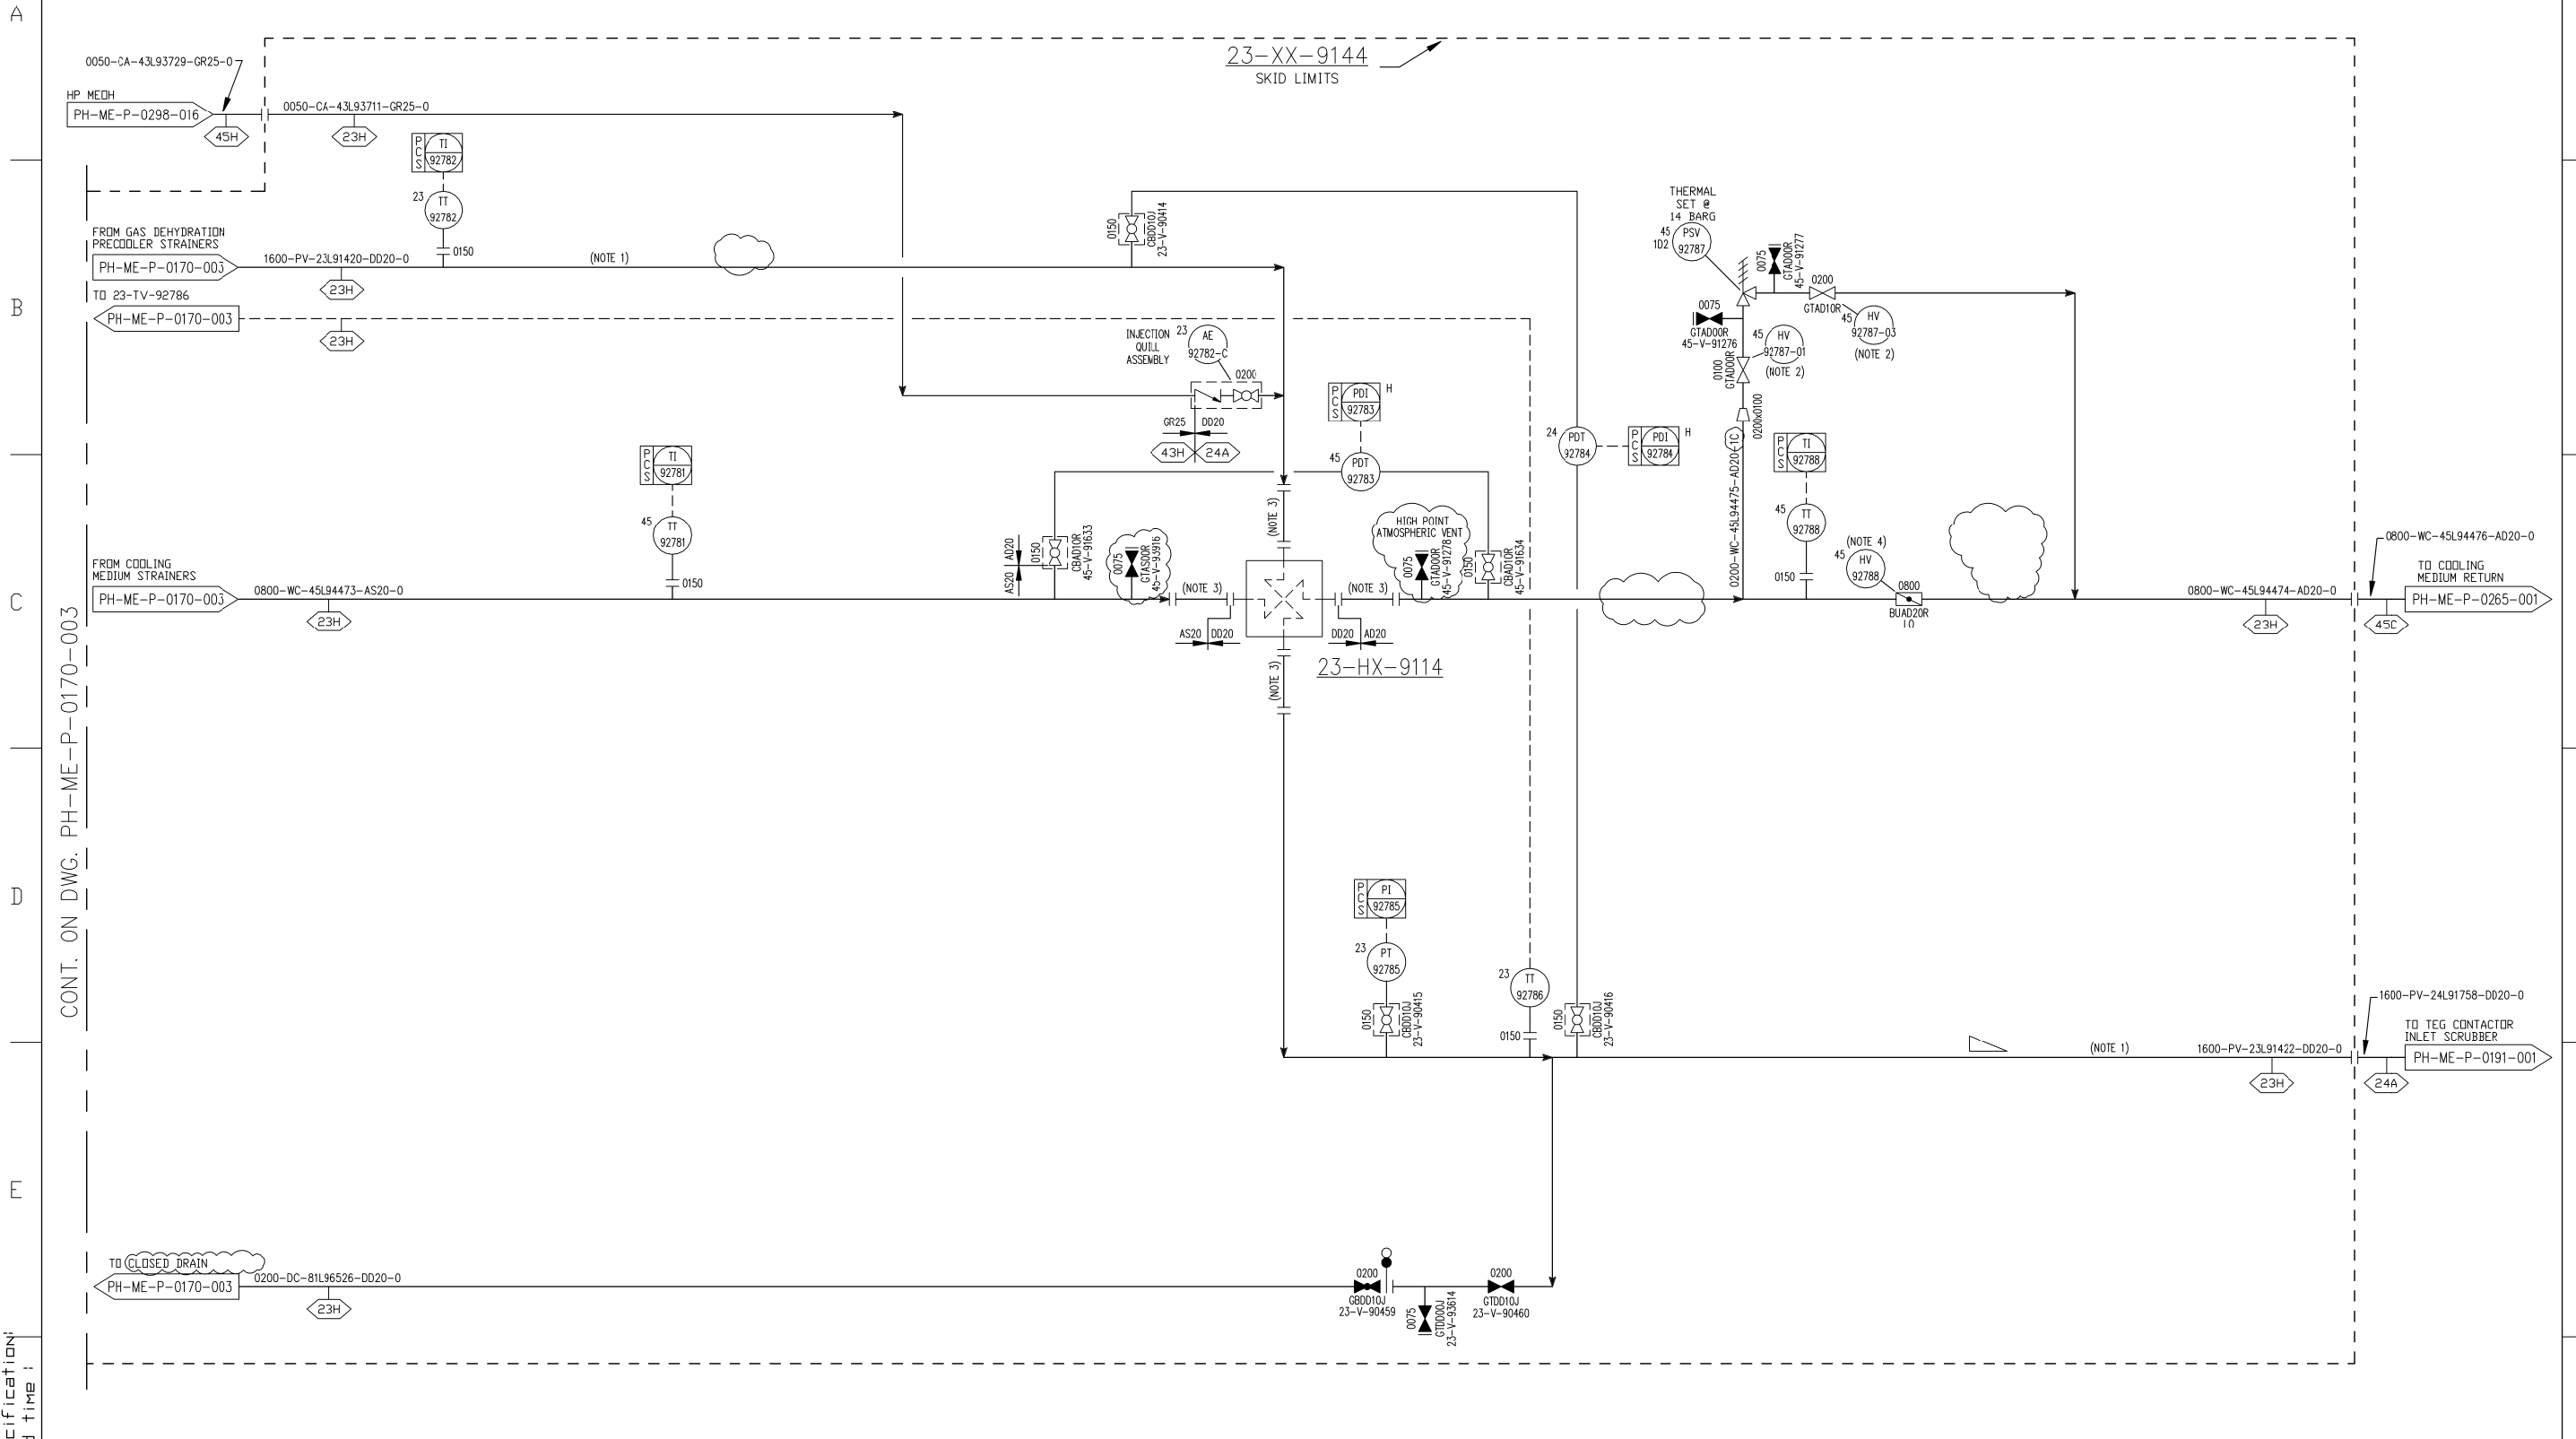 A
B
C
D
E
23-XX-9144
SKID LIMITS
0050-CA-43L93729-GR25-0
HP MEOH
PH-ME-P-0298-016
45H
0050-CA-43L93711-GR25-0
23H
P
C
S
TI
92782
23
TT
92782
0150
FROM GAS DEHYDRATION
PRECOOLER STRAINERS
PH-ME-P-0170-003
1600-PV-23L91420-DD20-0
23H
(NOTE 1)
TO 23-TV-92786
PH-ME-P-0170-003
23H
0150
CBDD10J
23-V-90414
INJECTION
QUILL
ASSEMBLY
23
AE
92782-C
0200
GR25
DD20
43H
24A
P
C
S
PDI
92783
H
45
PDT
92783
24
PDT
92784
P
C
S
PDI
92784
H
THERMAL
SET @
14 BARG
45
1D2
PSV
92787
0075
GTAD00R
45-V-91277
0200
GTAD10R
45
HV
92787-03
(NOTE 2)
0075
GTAD00R
45-V-91276
45
HV
92787-01
(NOTE 2)
0100
GTAD00R
0200x0100
0200-WC-45L94475-AD20-1C
P
C
S
TI
92788
45
TT
92788
0150
(NOTE 4)
45
HV
92788
0800
BUAD20R
LO
P
C
S
TI
92781
45
TT
92781
0150
FROM COOLING
MEDIUM STRAINERS
PH-ME-P-0170-003
0800-WC-45L94473-AS20-0
23H
AS20
AD20
0150
CBAD10R
45-V-91633
0075
GTAS00R
45-V-93916
(NOTE 3)
(NOTE 3)
(NOTE 3)
(NOTE 3)
AS20
DD20
DD20
AD20
23-HX-9114
HIGH POINT
ATMOSPHERIC VENT
0075
GTAD00R
45-V-91278
0150
CBAD10R
45-V-91634
0800-WC-45L94474-AD20-0
23H
0800-WC-45L94476-AD20-0
TO COOLING
MEDIUM RETURN
PH-ME-P-0265-001
45C
CONT. ON DWG. PH-ME-P-0170-003
P
C
S
PI
92785
23
PT
92785
0150
CBDD10J
23-V-90415
23
TT
92786
0150
0150
CBDD10J
23-V-90416
(NOTE 1)
1600-PV-23L91422-DD20-0
23H
1600-PV-24L91758-DD20-0
TO TEG CONTACTOR
INLET SCRUBBER
PH-ME-P-0191-001
24A
TO CLOSED DRAIN
PH-ME-P-0170-003
0200-DC-81L96526-DD20-0
23H
0200
GBDD10J
23-V-90459
0075
GTDD00J
23-V-93614
0200
GTDD10J
23-V-90460
time :